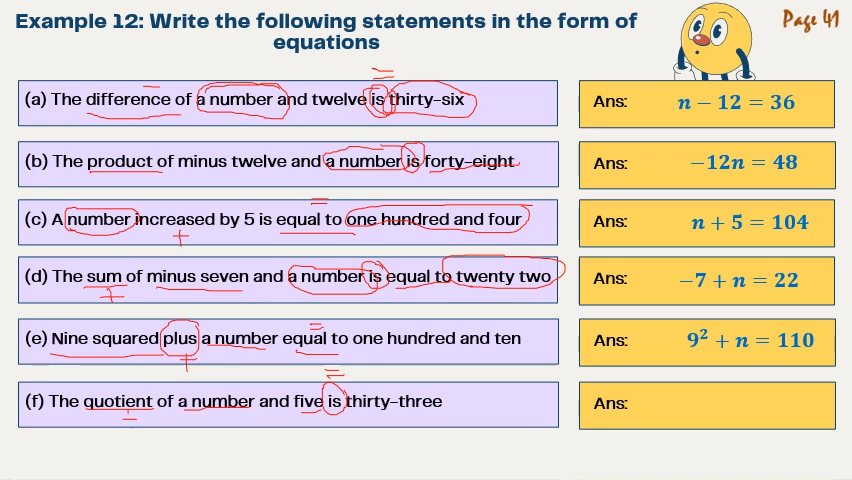 Example 12: Write the following statements in the form of
equations
Page 41
(a) The difference of a number and twelve is thirty-six
Ans: n − 12 = 36
(b) The product of minus twelve and a number is forty-eight
Ans: −12n = 48
(c) A number increased by 5 is equal to one hundred and four
Ans: n + 5 = 104
(d) The sum of minus seven and a number is equal to twenty two
Ans: −7 + n = 22
(e) Nine squared plus a number equal to one hundred and ten
Ans: 9² + n = 110
(f) The quotient of a number and five is thirty-three
Ans: